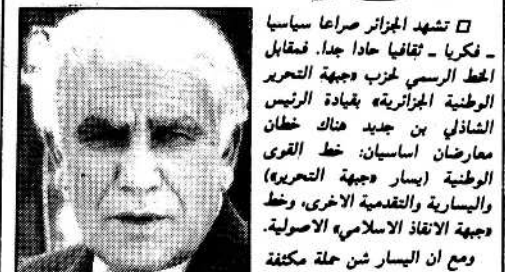 □ تشهد الجزائر صراعا سياسيا
ـ فكريا ـ ثقافيا حادا جدا. فمقابل
الخط الرسمي لحزب «جبهة التحرير
الوطنية الجزائرية» بقيادة الرئيس
الشاذلي بن جديد هناك خطان
معارضان اساسيان: خط القوى
الوطنية (يسار «جبهة التحرير»)
واليسارية والتقدمية الاخرى، وخط
«جبهة الانقاذ الاسلامي» الاصولية.
ومع ان اليسار شن حملة مكثفة